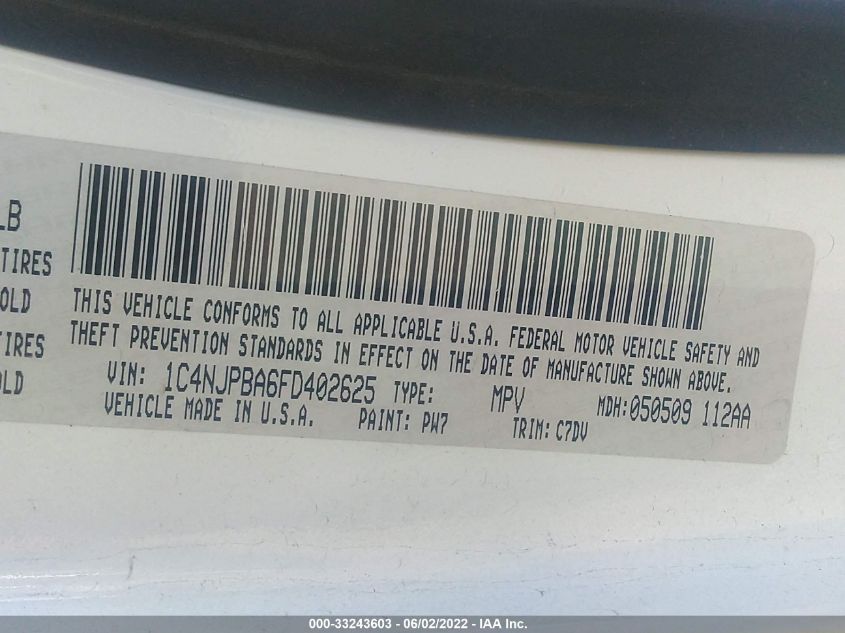 LB
TIRES
OLD
TIRES
OLD
THIS VEHICLE CONFORMS TO ALL APPLICABLE U.S.A. FEDERAL MOTOR VEHICLE SAFETY AND
THEFT PREVENTION STANDARDS IN EFFECT ON THE DATE OF MANUFACTURE SHOWN ABOVE.
VIN: 1C4NJPBA6FD402625 TYPE: MPV MDH:050509 112AA
VEHICLE MADE IN U.S.A. PAINT: PW7 TRIM: C7DV
000-33243603 - 06/02/2022 - IAA Inc.